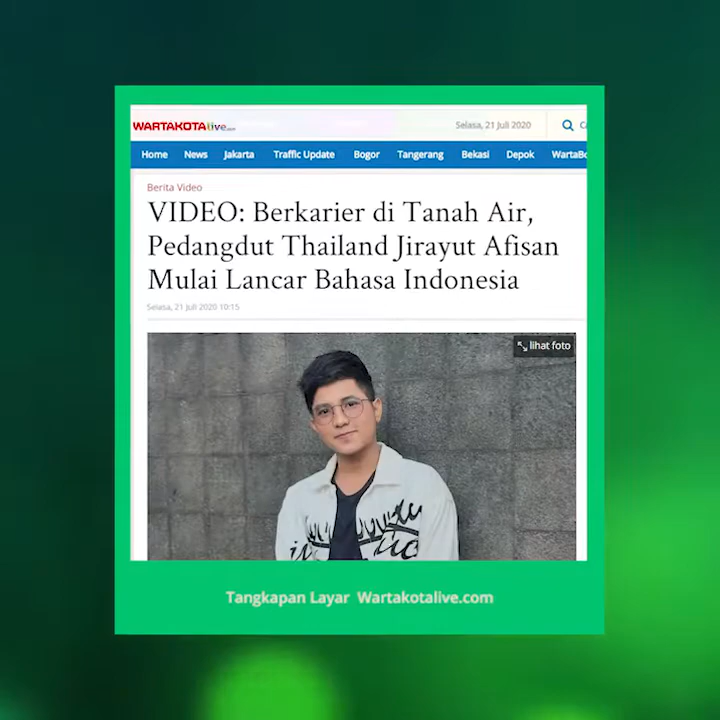 WARTAKOTAlive.com
Selasa, 21 Juli 2020
Home News Jakarta Traffic Update Bogor Tangerang Bekasi Depok
Berita Video
VIDEO: Berkarier di Tanah Air,
Pedangdut Thailand Jirayut Afisan
Mulai Lancar Bahasa Indonesia
Selasa, 21 Juli 2020 10:15
lihat foto
Tangkapan Layar Wartakotalive.com